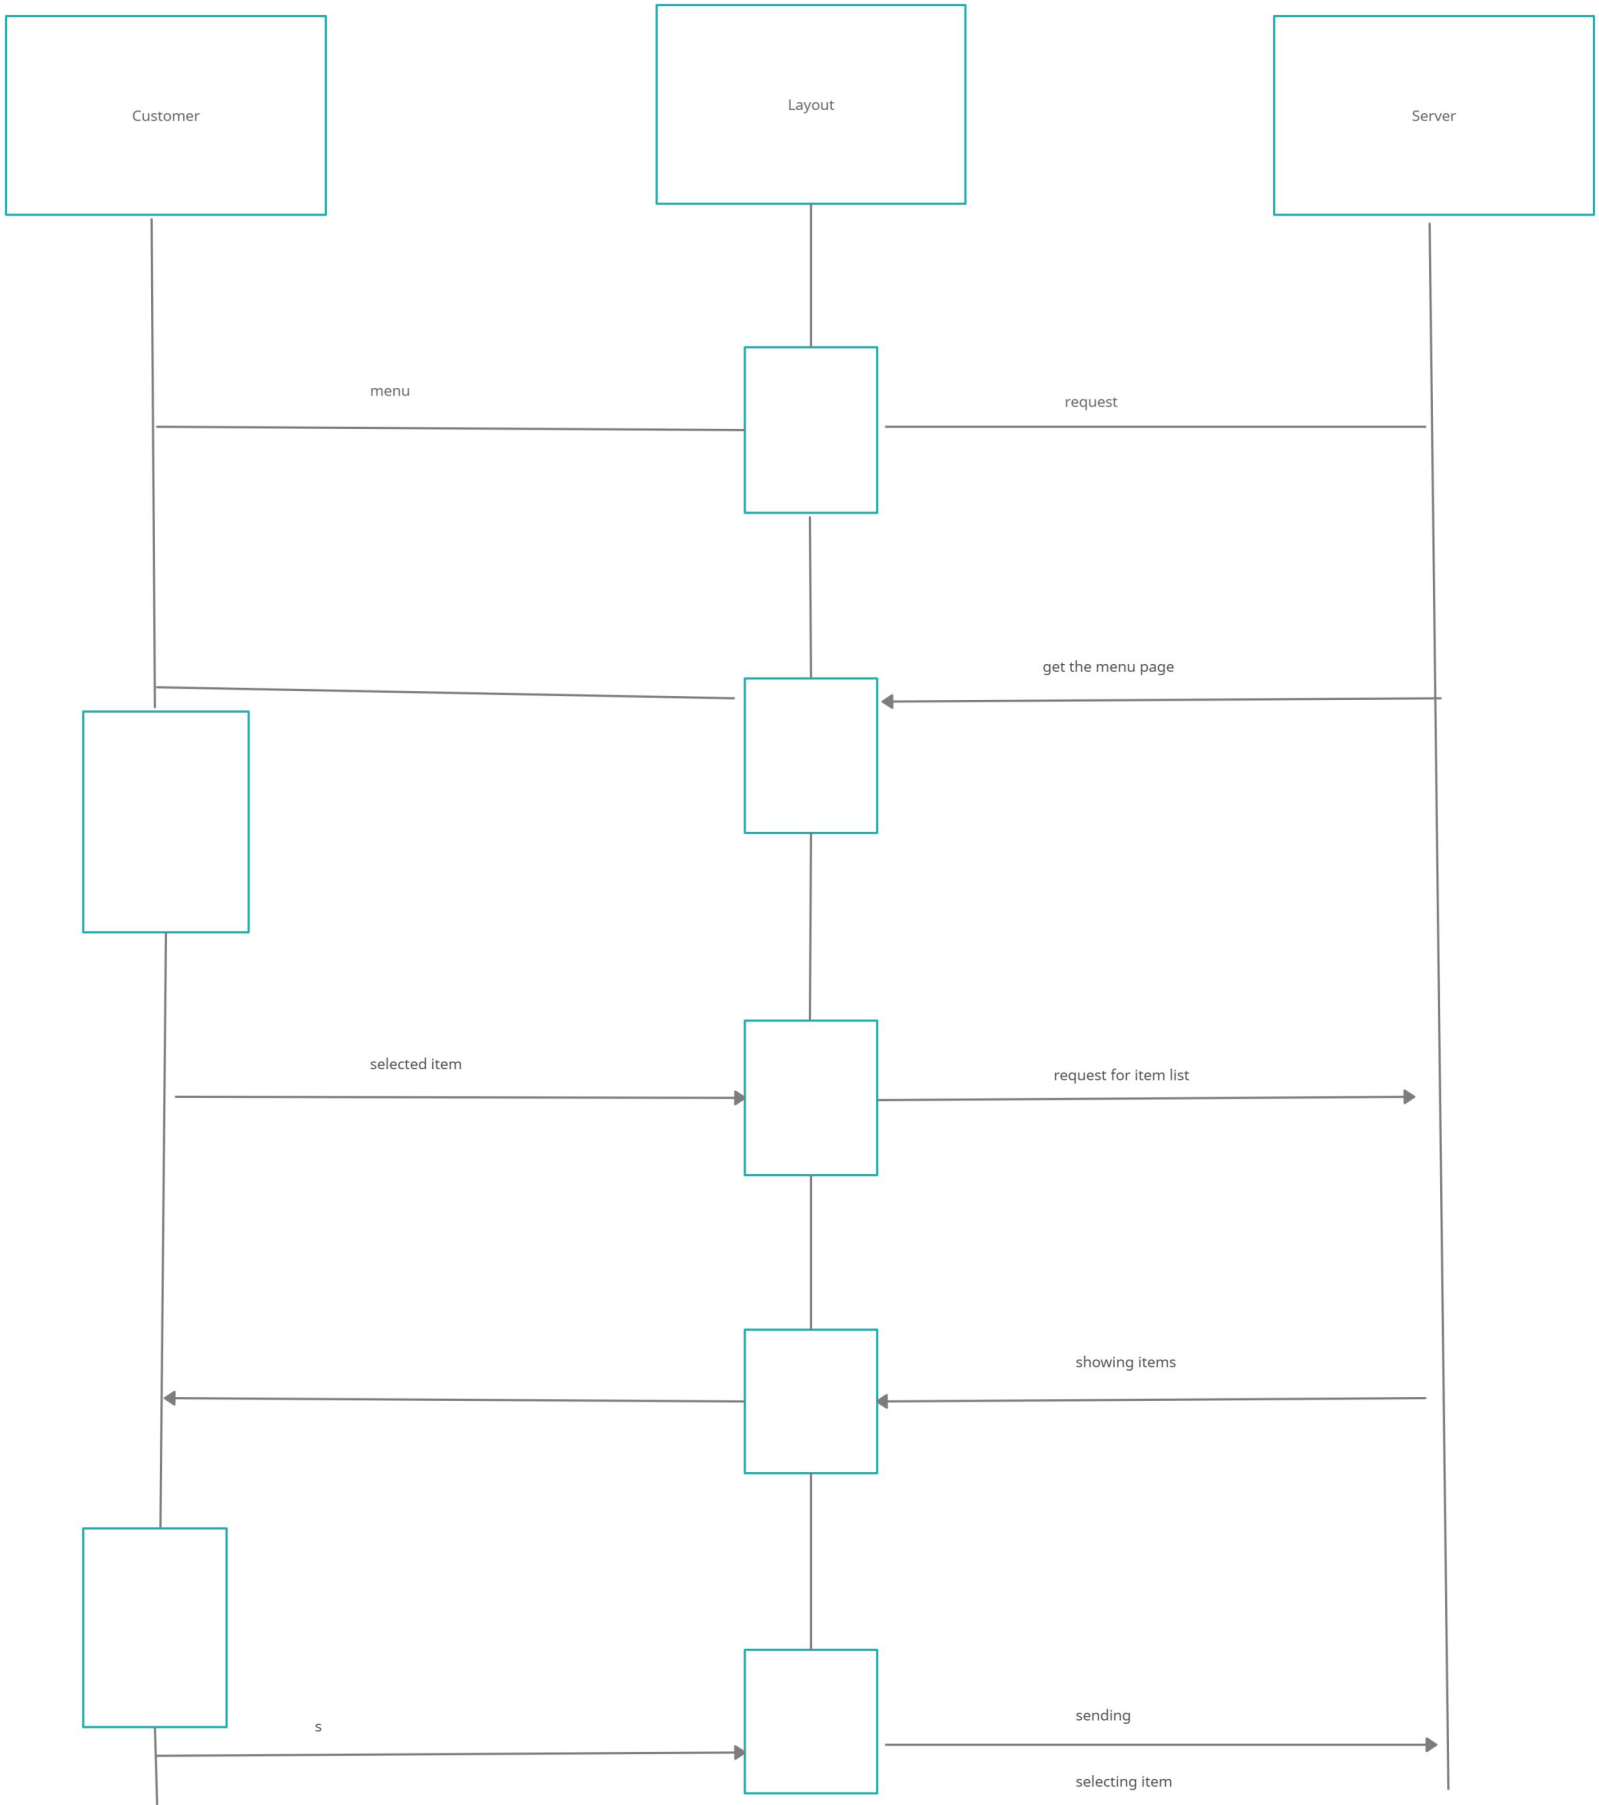 Customer
Layout
Server
menu
request
get the menu page
selected item
request for item list
showing items
s
sending
selecting item